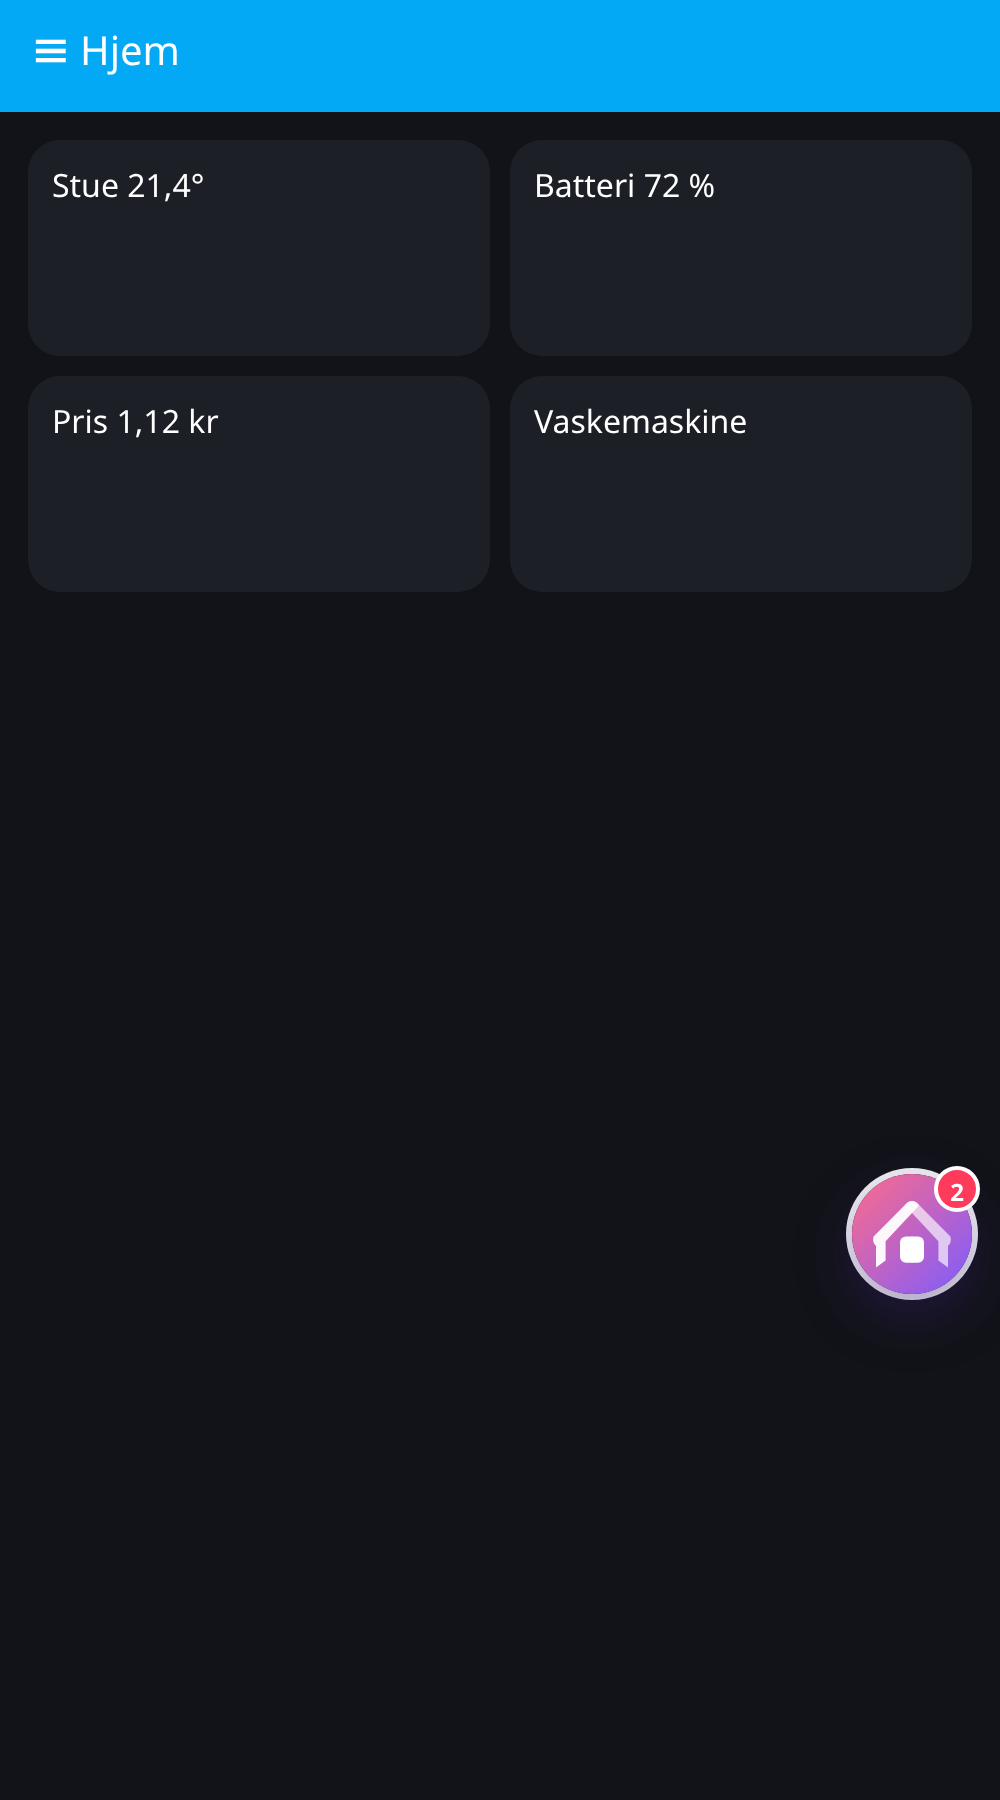 Hjem
Stue 21,4°
Batteri 72 %
Pris 1,12 kr
Vaskemaskine
2